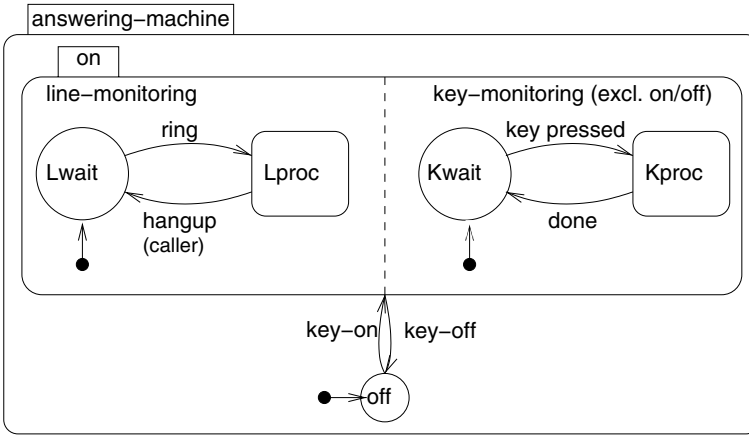 answering-machine
on
line-monitoring
key-monitoring (excl. on/off)
ring
key pressed
Lwait
Lproc
Kwait
Kproc
hangup
(caller)
done
key-on
key-off
off